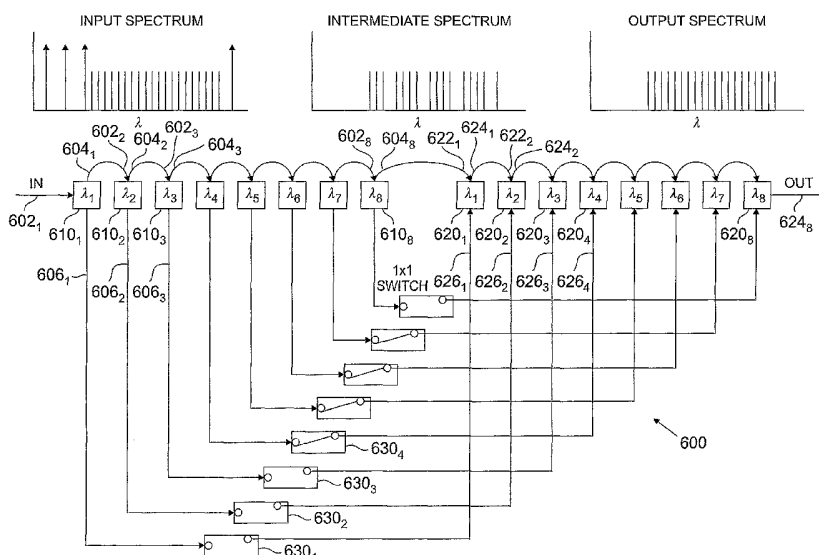 INPUT SPECTRUM
INTERMEDIATE SPECTRUM
OUTPUT SPECTRUM
λ
λ
λ
604₁
602₂
604₂
602₃
604₃
602₈
604₈
622₁
624₁
622₂
624₂
IN
λ₁
λ₂
λ₃
λ₄
λ₅
λ₆
λ₇
λ₈
λ₁
λ₂
λ₃
λ₄
λ₅
λ₆
λ₇
λ₈
OUT
602₁
610₁
610₂
610₃
610₈
620₁
620₂
620₃
620₄
620₈
624₈
606₁
606₂
606₃
1x1
SWITCH
626₁
626₂
626₃
626₄
600
630₄
630₃
630₂
630₁